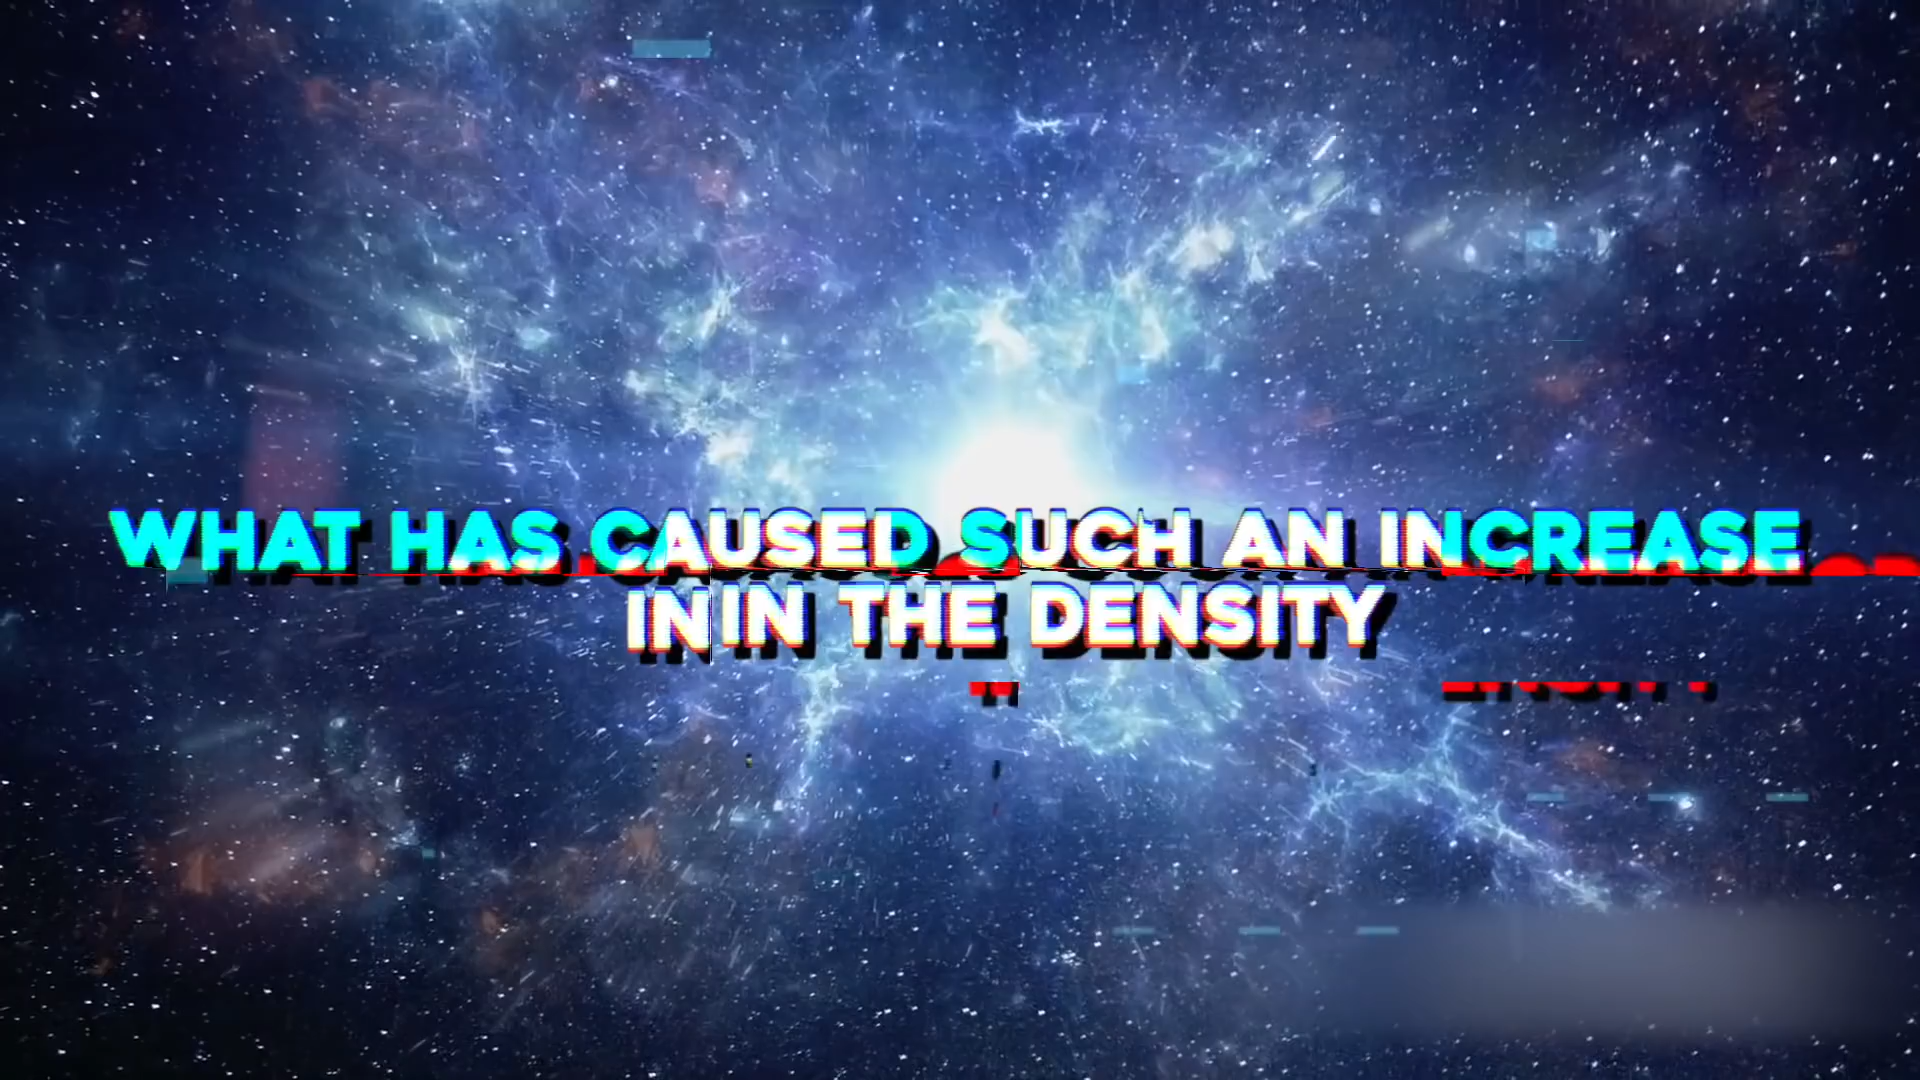 WHAT HAS CAUSED SUCH AN INCREASE
ININ THE DENSITY